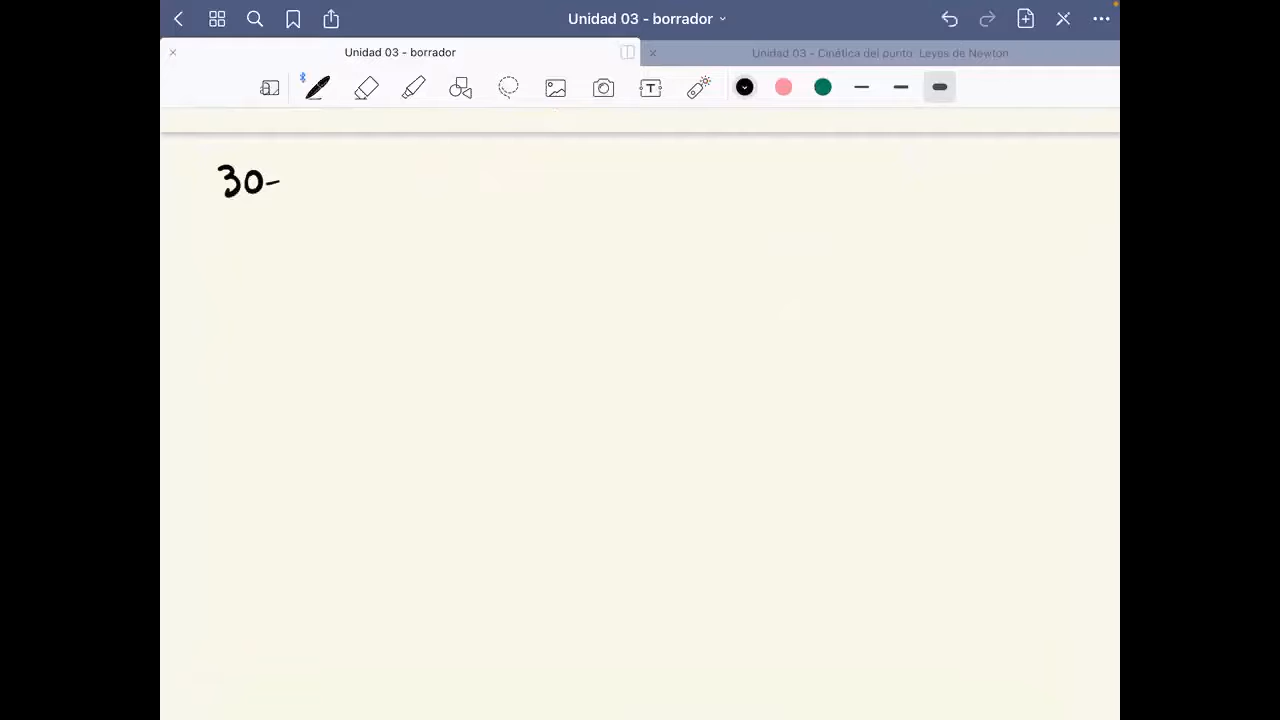 Unidad 03 - borrador
Unidad 03 - borrador
Unidad 03 - Cinética del punto. Leyes de Newton
T
30-